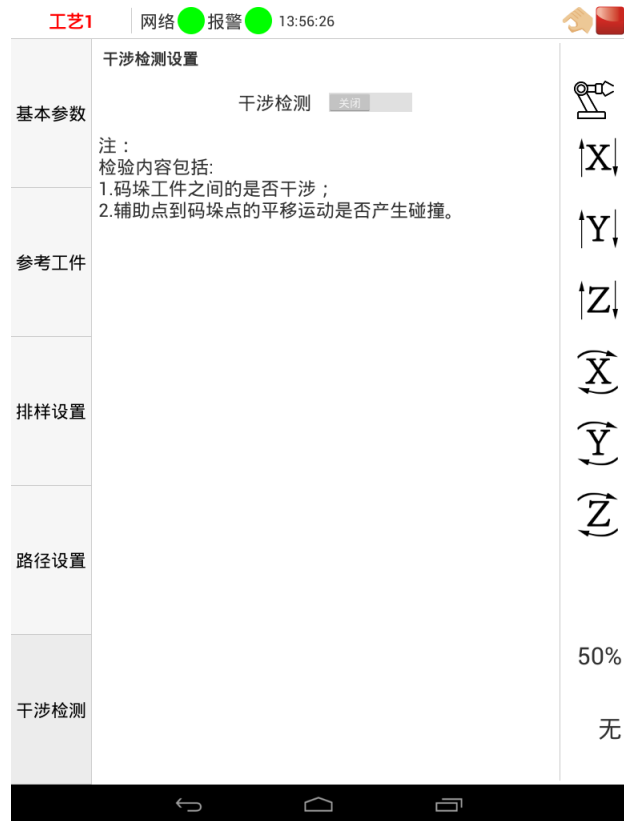 工艺1
网络 报警 13:56:26
干涉检测设置
基本参数
干涉检测 关闭
注：
检验内容包括:
1.码垛工件之间的是否干涉；
2.辅助点到码垛点的平移运动是否产生碰撞。
参考工件
排样设置
路径设置
干涉检测
X
Y
Z
X
Y
Z
50%
无